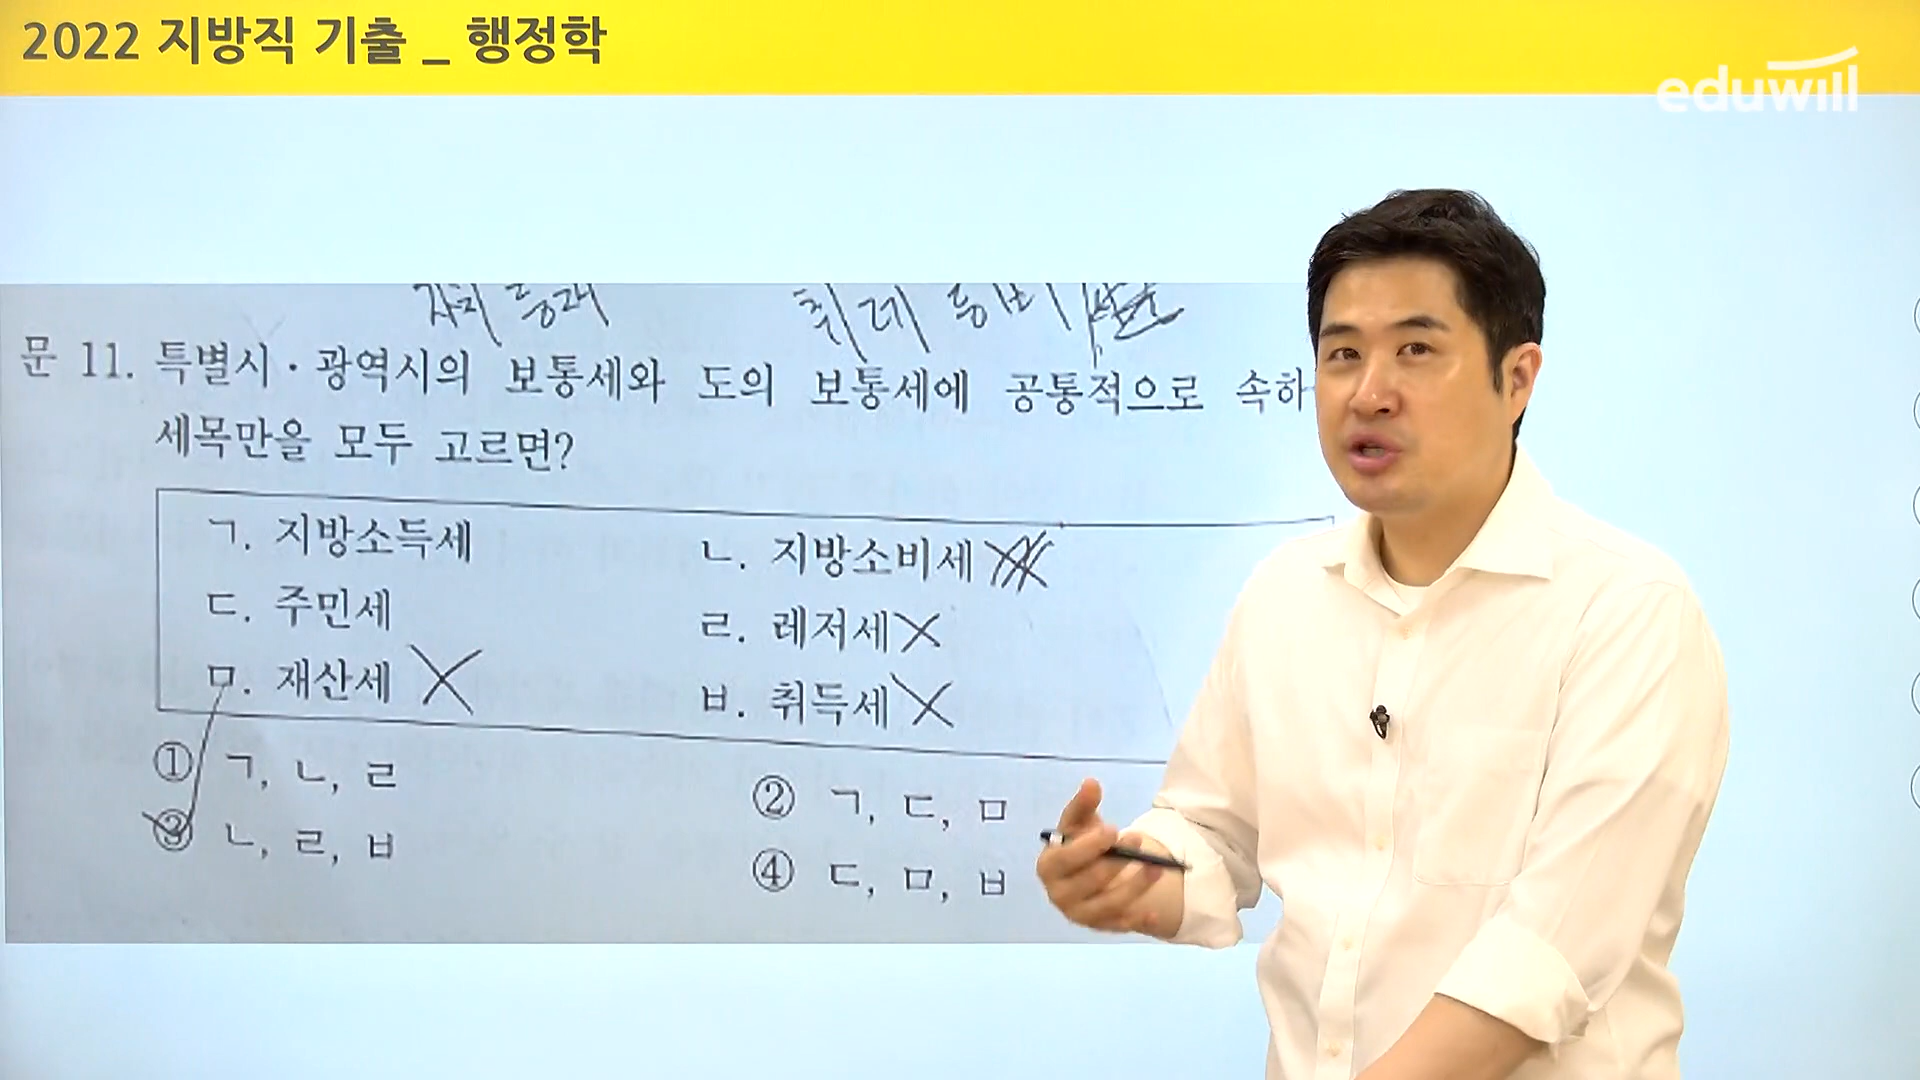 2022 지방직 기출 _ 행정학
eduwill
문 11. 특별시·광역시의 보통세와 도의 보통세에 공통적으로 속하
세목만을 모두 고르면?
ㄱ. 지방소득세 ㄴ. 지방소비세
ㄷ. 주민세 ㄹ. 레저세
ㅁ. 재산세 ㅂ. 취득세
① ㄱ, ㄴ, ㄹ ② ㄱ, ㄷ, ㅁ
③ ㄴ, ㄹ, ㅂ ④ ㄷ, ㅁ, ㅂ